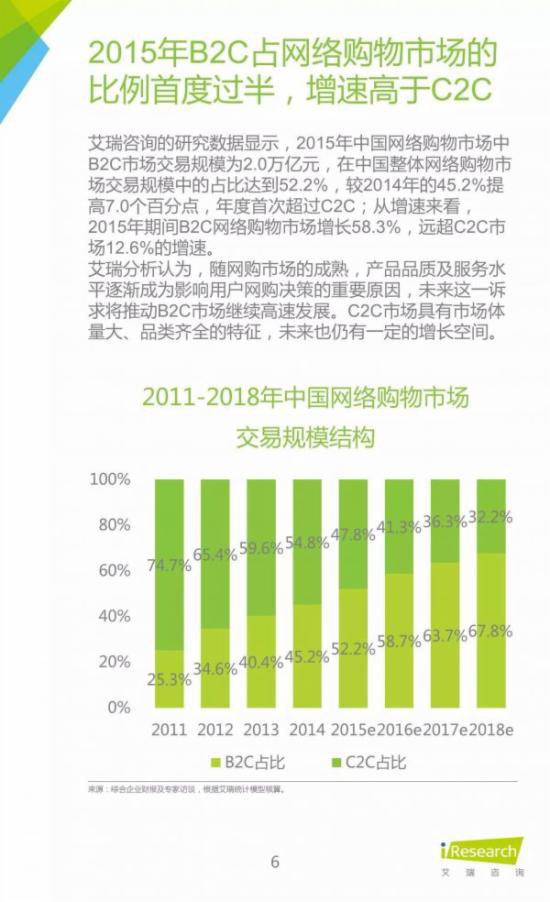 2015年B2C占网络购物市场的
比例首度过半，增速高于C2C
艾瑞咨询的研究数据显示，2015年中国网络购物市场中
B2C市场交易规模为2.0万亿元，在中国整体网络购物市
场交易规模中的占比达到52.2%，较2014年的45.2%提
高7.0个百分点，年度首次超过C2C；从增速来看，
2015年期间B2C网络购物市场增长58.3%，远超C2C市
场12.6%的增速。
艾瑞分析认为，随网购市场的成熟，产品品质及服务水
平逐渐成为影响用户网购决策的重要原因，未来这一诉
求将推动B2C市场继续高速发展。C2C市场具有市场体
量大、品类齐全的特征，未来也仍有一定的增长空间。
2011-2018年中国网络购物市场
交易规模结构
100%
80%
60%
40%
20%
0%
74.7% 65.4% 59.6% 54.8% 47.8% 41.3% 36.3% 32.2%
25.3% 34.6% 40.4% 45.2% 52.2% 58.7% 63.7% 67.8%
2011 2012 2013 2014 2015e 2016e 2017e 2018e
B2C占比 C2C占比
来源：综合企业财报及专家访谈，根据艾瑞统计模型核算。
6
iResearch
艾瑞咨询